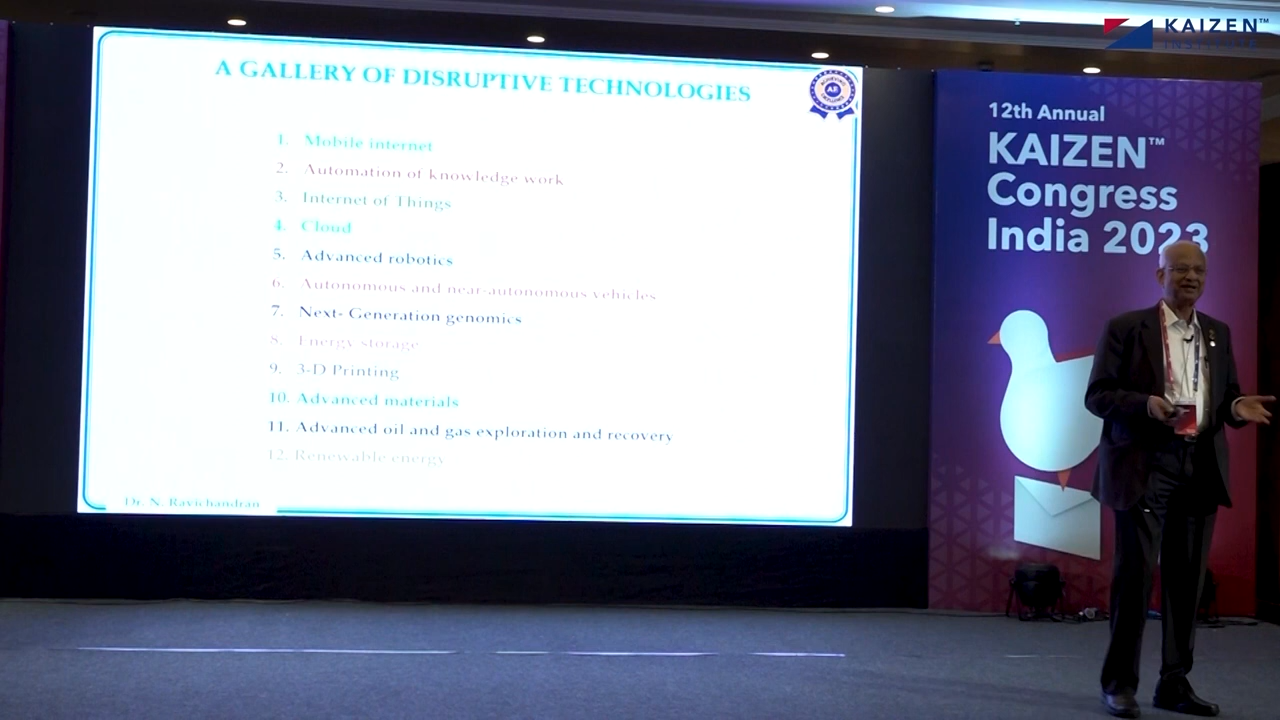 KAIZEN™
INSTITUTE
A GALLERY OF DISRUPTIVE TECHNOLOGIES
AE
1. Mobile internet
2. Automation of knowledge work
3. Internet of Things
4. Cloud
5. Advanced robotics
6. Autonomous and near-autonomous vehicles
7. Next- Generation genomics
8. Energy storage
9. 3-D Printing
10. Advanced materials
11. Advanced oil and gas exploration and recovery
12. Renewable energy
Dr. N. Ravichandran
12th Annual
KAIZEN™
Congress
India 2023